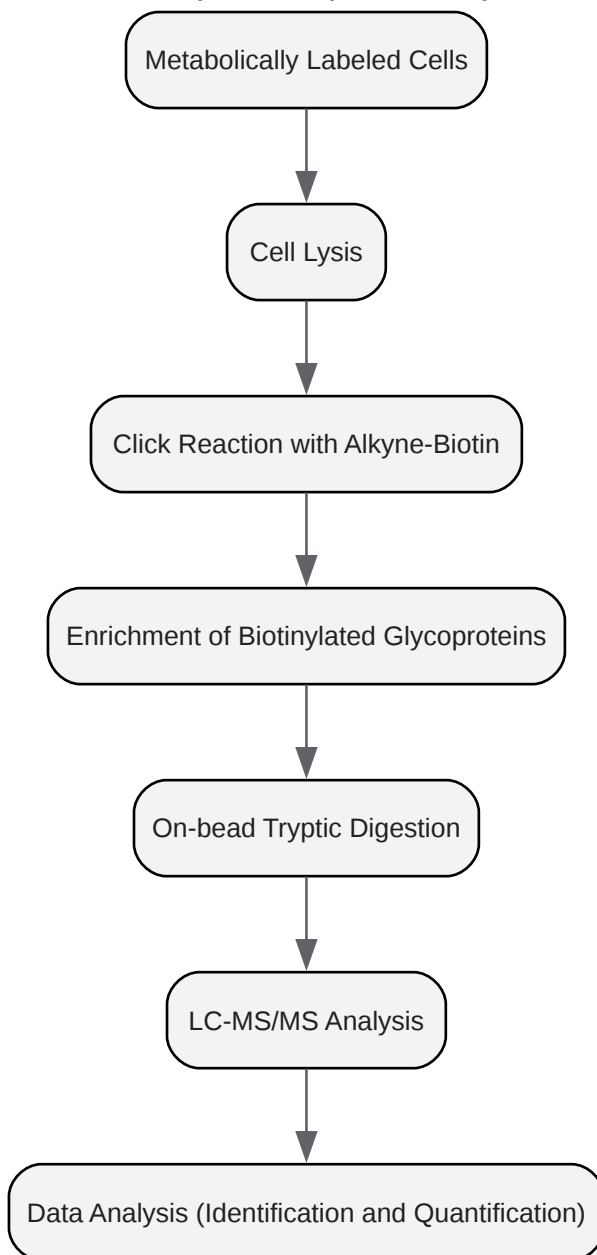 Metabolically Labeled Cells
Cell Lysis
Click Reaction with Alkyne-Biotin
Enrichment of Biotinylated Glycoproteins
On-bead Tryptic Digestion
LC-MS/MS Analysis
Data Analysis (Identification and Quantification)